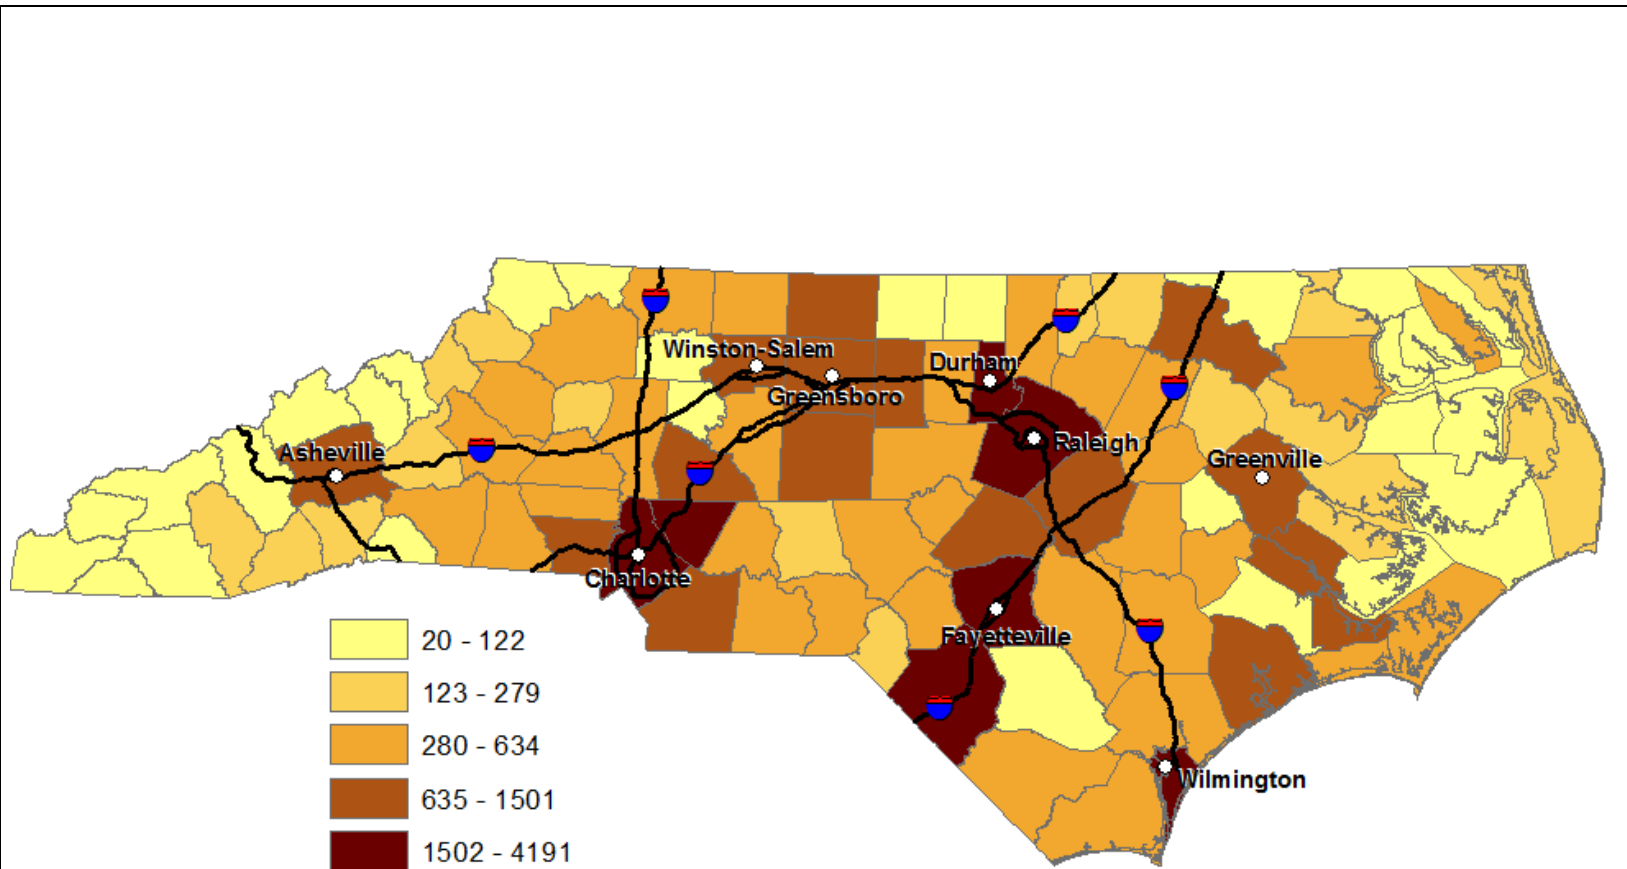 Winston-Salem
Durham
Greensboro
Asheville
Raleigh
Greenville
Charlotte
Fayetteville
Wilmington
20 - 122
123 - 279
280 - 634
635 - 1501
1502 - 4191